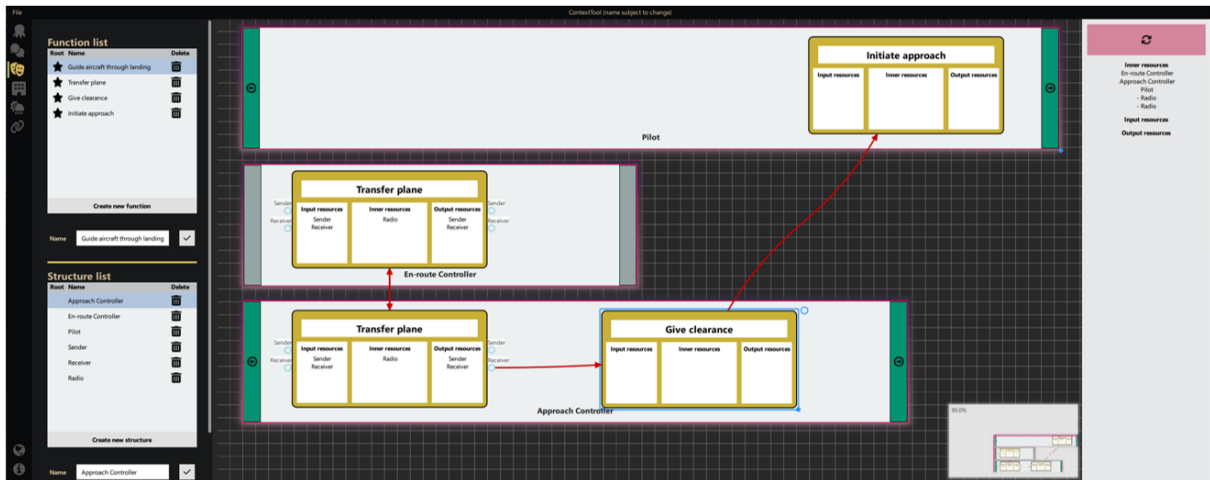 File
ContextTool (name subject to change)
Function list
Root Name Delete
Guide aircraft through landing
Transfer plane
Give clearance
Initiate approach
Create new function
Name Guide aircraft through landing
Structure list
Root Name Delete
Approach Controller
En-route Controller
Pilot
Sender
Receiver
Radio
Create new structure
Name Approach Controller
Initiate approach
Input resources Inner resources Output resources
Pilot
Transfer plane
Input resources Inner resources Output resources
Sender Radio Sender
Receiver Receiver
Sender
Receiver
Sender
Receiver
En-route Controller
Transfer plane
Input resources Inner resources Output resources
Sender Radio Sender
Receiver Receiver
Sender
Receiver
Sender
Receiver
Give clearance
Input resources Inner resources Output resources
Approach Controller
Inner resources
En-route Controller
Approach Controller
Pilot
- Radio
- Radio
Input resources
Output resources